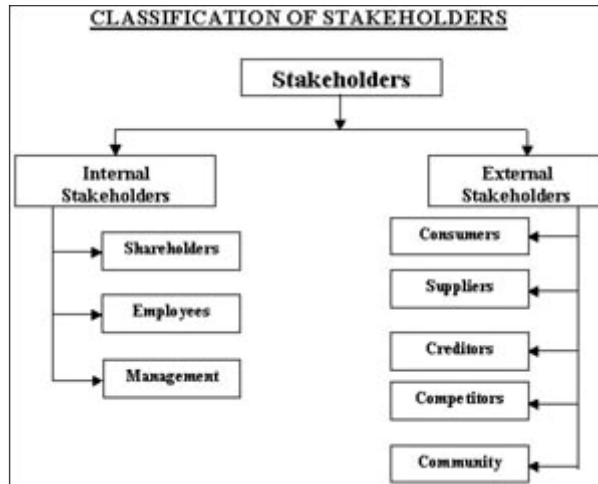 CLASSIFICATION OF STAKEHOLDERS
Stakeholders
Internal
Stakeholders
Shareholders
Employees
Management
External
Stakeholders
Consumers
Suppliers
Creditors
Competitors
Community